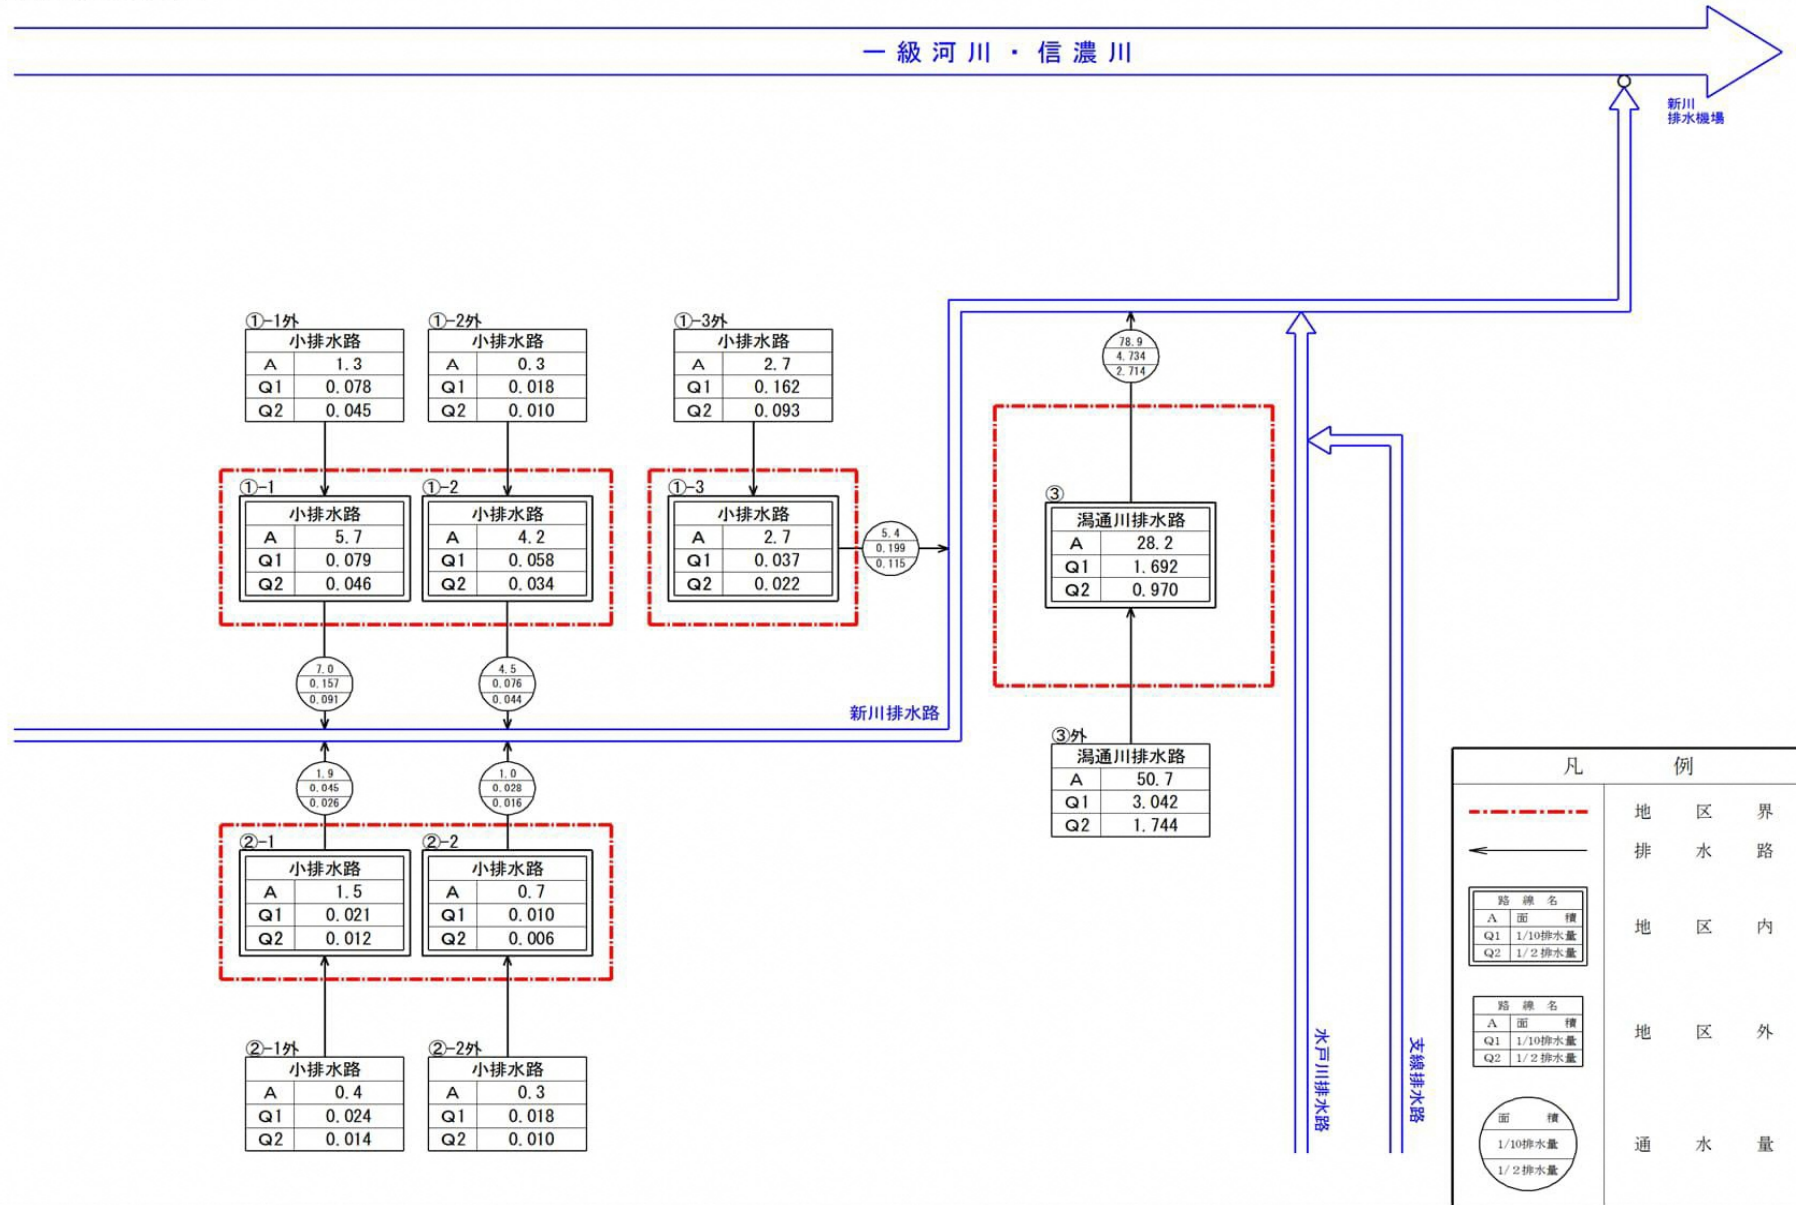 一級河川・信濃川
新川
排水機場
①-1外
小排水路
A 1.3
Q1 0.078
Q2 0.045
①-2外
小排水路
A 0.3
Q1 0.018
Q2 0.010
①-3外
小排水路
A 2.7
Q1 0.162
Q2 0.093
78.9
4.734
2.714
①-1
小排水路
A 5.7
Q1 0.079
Q2 0.046
①-2
小排水路
A 4.2
Q1 0.058
Q2 0.034
①-3
小排水路
A 2.7
Q1 0.037
Q2 0.022
5.4
0.199
0.115
③
潟通川排水路
A 28.2
Q1 1.692
Q2 0.970
7.0
0.157
0.091
4.5
0.076
0.044
新川排水路
③外
潟通川排水路
A 50.7
Q1 3.042
Q2 1.744
1.9
0.045
0.026
1.0
0.028
0.016
②-1
小排水路
A 1.5
Q1 0.021
Q2 0.012
②-2
小排水路
A 0.7
Q1 0.010
Q2 0.006
②-1外
小排水路
A 0.4
Q1 0.024
Q2 0.014
②-2外
小排水路
A 0.3
Q1 0.018
Q2 0.010
水戸川排水路
支線排水路
凡例
地区界
排水路
路線名
A 面積
Q1 1/10排水量
Q2 1/2排水量
地区内
路線名
A 面積
Q1 1/10排水量
Q2 1/2排水量
地区外
面積
1/10排水量
1/2排水量
通水量